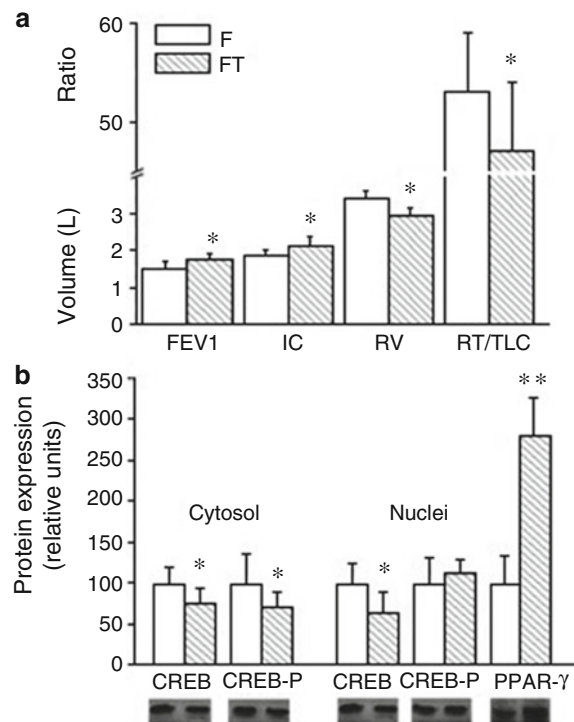 a
60
50
Ratio
F
FT
*
3
2
1
0
Volume (L)
* * *
FEV1 IC RV RT/TLC
b
350
300
250
200
150
100
50
0
Protein expression
(relative units)
**
Cytosol Nuclei
* * *
CREB CREB-P CREB CREB-P PPAR-γ